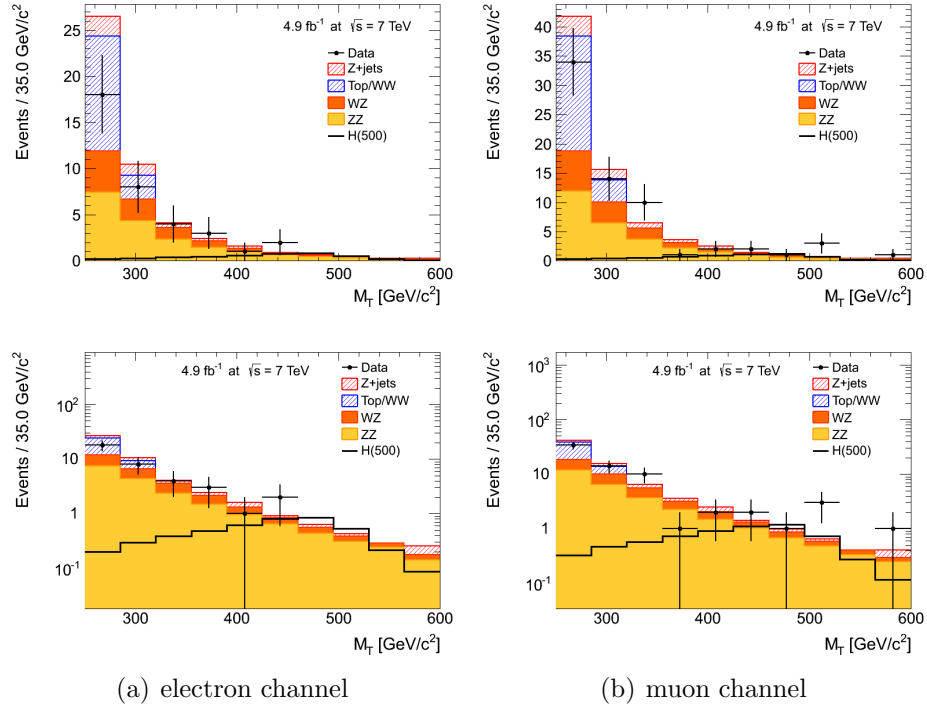 4.9 fb⁻¹ at √s = 7 TeV
Data
Z+jets
Top/WW
WZ
ZZ
H(500)
Events / 35.0 GeV/c²
25
20
15
10
5
0
300 400 500 600
M_T [GeV/c²]
4.9 fb⁻¹ at √s = 7 TeV
Data
Z+jets
Top/WW
WZ
ZZ
H(500)
Events / 35.0 GeV/c²
40
35
30
25
20
15
10
5
0
300 400 500 600
M_T [GeV/c²]
4.9 fb⁻¹ at √s = 7 TeV
Data
Z+jets
Top/WW
WZ
ZZ
H(500)
Events / 35.0 GeV/c²
10²
10
1
10⁻¹
300 400 500 600
M_T [GeV/c²]
4.9 fb⁻¹ at √s = 7 TeV
Data
Z+jets
Top/WW
WZ
ZZ
H(500)
Events / 35.0 GeV/c²
10³
10²
10
1
10⁻¹
300 400 500 600
M_T [GeV/c²]
(a) electron channel
(b) muon channel